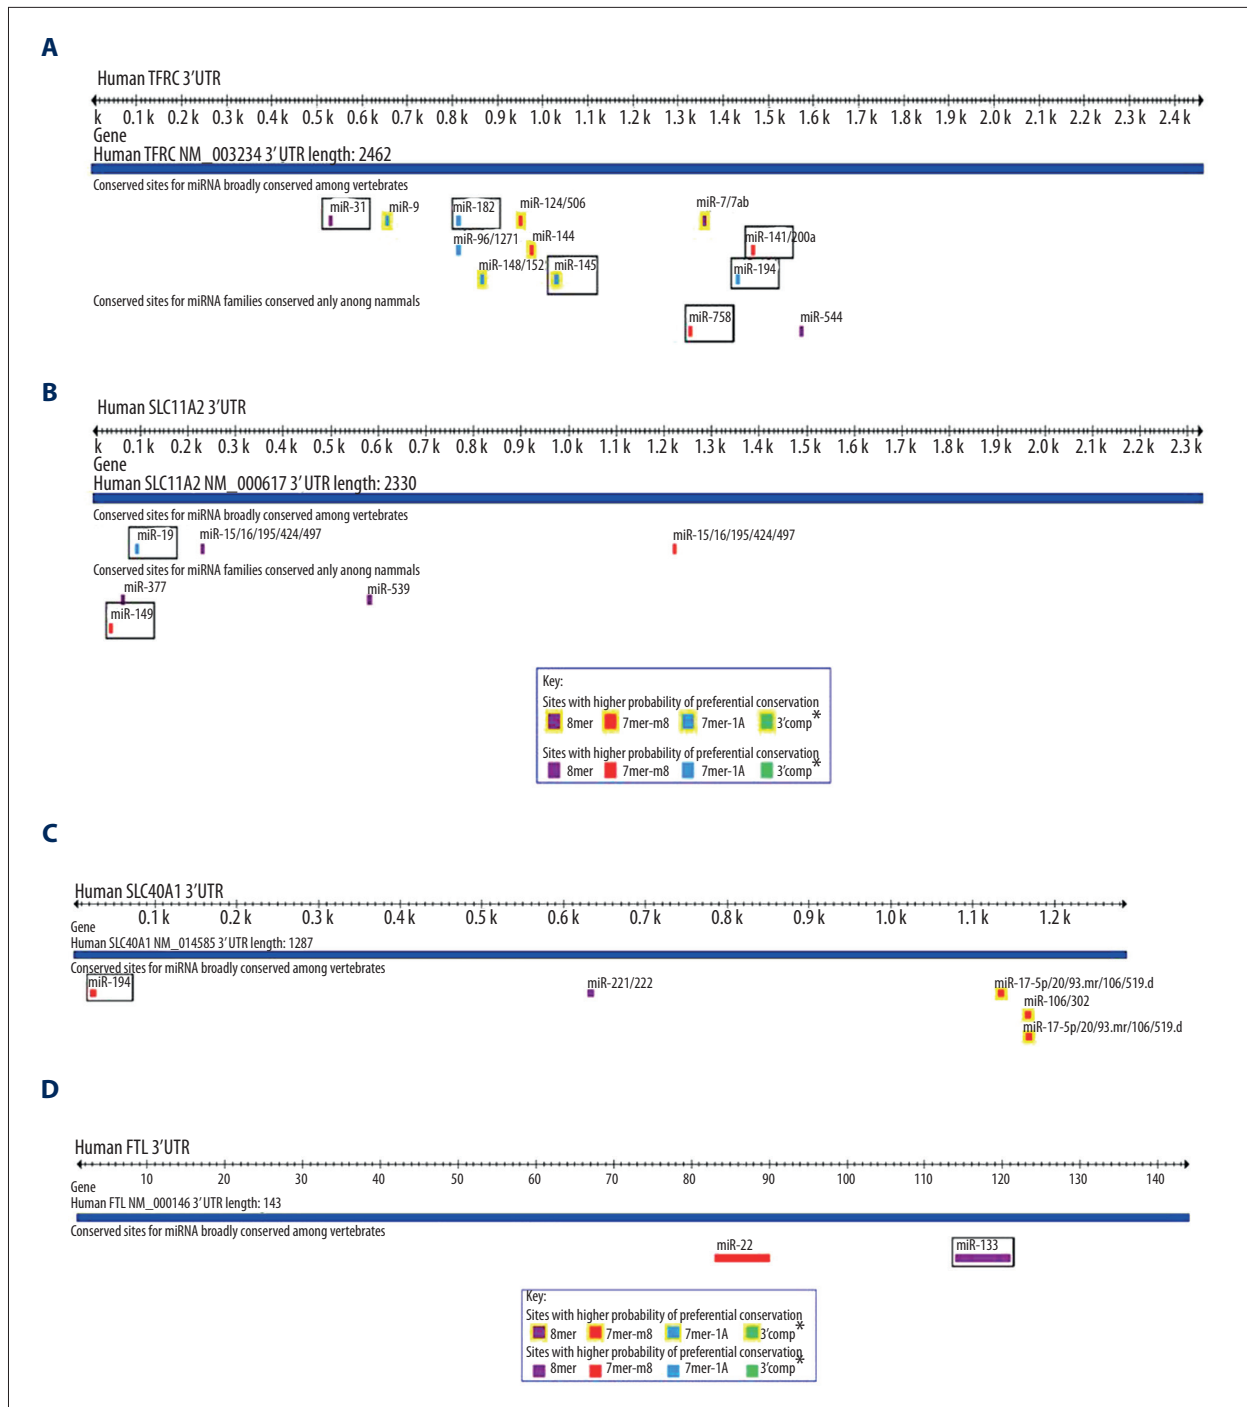 A
Human TFRC 3'UTR
k 0.1 k 0.2 k 0.3 k 0.4 k 0.5 k 0.6 k 0.7 k 0.8 k 0.9 k 1.0 k 1.1 k 1.2 k 1.3 k 1.4 k 1.5 k 1.6 k 1.7 k 1.8 k 1.9 k 2.0 k 2.1 k 2.2 k 2.3 k 2.4 k
Gene
Human TFRC NM_003234 3' UTR length: 2462
Conserved sites for miRNA broadly conserved among vertebrates
miR-31 miR-9 miR-182 miR-124/506 miR-7/7ab
miR-96/1271 miR-144 miR-141/200a
miR-148/152 miR-145 miR-194
Conserved sites for miRNA families conserved anly among nammals
miR-758 miR-544
B
Human SLC11A2 3'UTR
k 0.1 k 0.2 k 0.3 k 0.4 k 0.5 k 0.6 k 0.7 k 0.8 k 0.9 k 1.0 k 1.1 k 1.2 k 1.3 k 1.4 k 1.5 k 1.6 k 1.7 k 1.8 k 1.9 k 2.0 k 2.1 k 2.2 k 2.3 k
Gene
Human SLC11A2 NM_000617 3' UTR length: 2330
Conserved sites for miRNA broadly conserved among vertebrates
miR-19 miR-15/16/195/424/497 miR-15/16/195/424/497
Conserved sites for miRNA families conserved anly among nammals
miR-377 miR-539
miR-149
Key:
Sites with higher probability of preferential conservation
8mer 7mer-m8 7mer-1A 3'comp*
Sites with higher probability of preferential conservation
8mer 7mer-m8 7mer-1A 3'comp*
C
Human SLC40A1 3'UTR
0.1 k 0.2 k 0.3 k 0.4 k 0.5 k 0.6 k 0.7 k 0.8 k 0.9 k 1.0 k 1.1 k 1.2 k
Gene
Human SLC40A1 NM_014585 3' UTR length: 1287
Conserved sites for miRNA broadly conserved among vertebrates
miR-194 miR-221/222 miR-17-5p/20/93.mr/106/519.d
miR-106/302
miR-17-5p/20/93.mr/106/519.d
D
Human FTL 3'UTR
10 20 30 40 50 60 70 80 90 100 110 120 130 140
Gene
Human FTL NM_000146 3' UTR length: 143
Conserved sites for miRNA broadly conserved among vertebrates
miR-22 miR-133
Key:
Sites with higher probability of preferential conservation
8mer 7mer-m8 7mer-1A 3'comp*
Sites with higher probability of preferential conservation
8mer 7mer-m8 7mer-1A 3'comp*